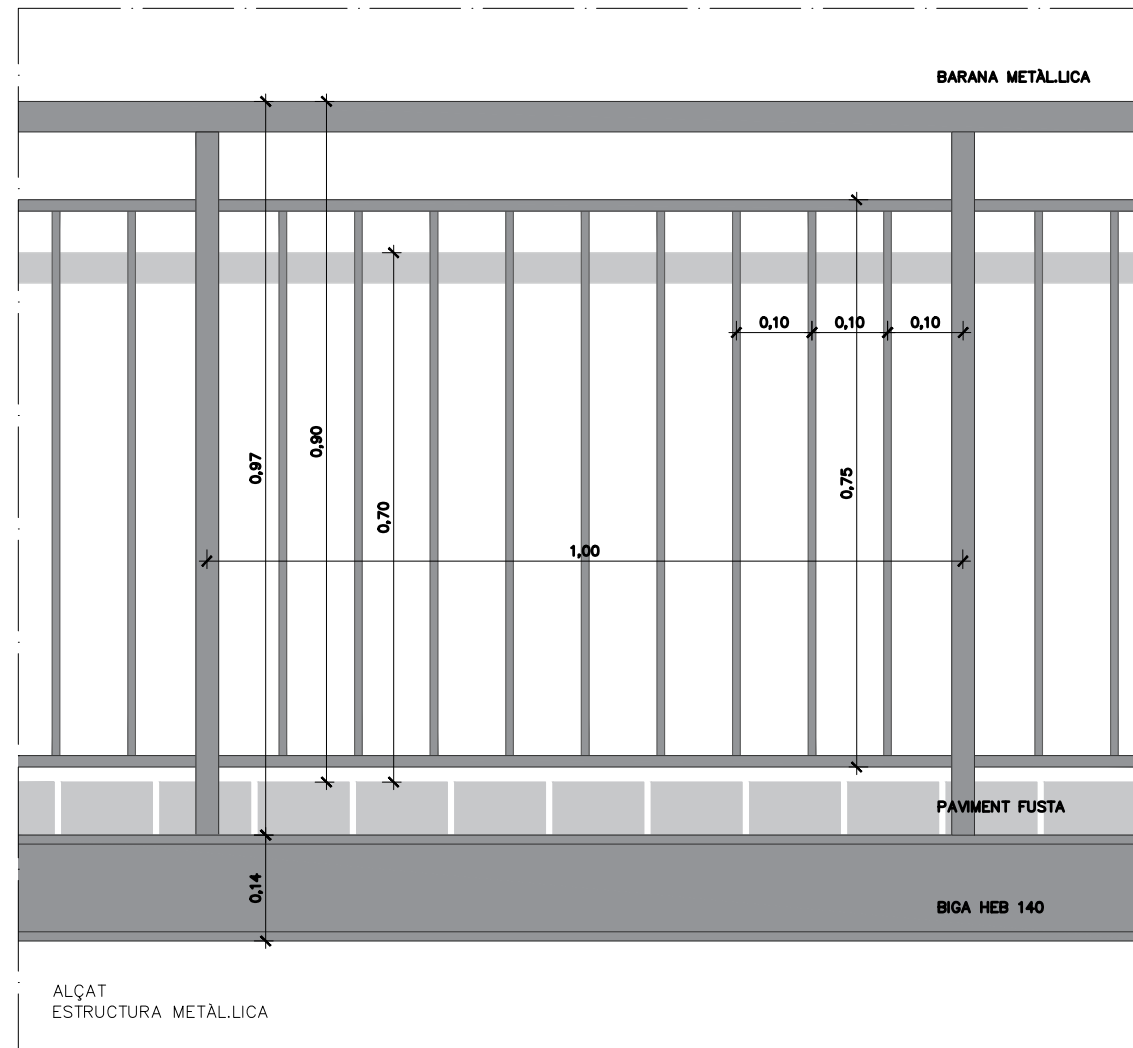 BARANA METÀL.LICA
0,10
0,10
0,10
0,90
0,97
0,75
0,70
1,00
PAVIMENT FUSTA
0,14
BIGA HEB 140
ALÇAT
ESTRUCTURA METÀL.LICA